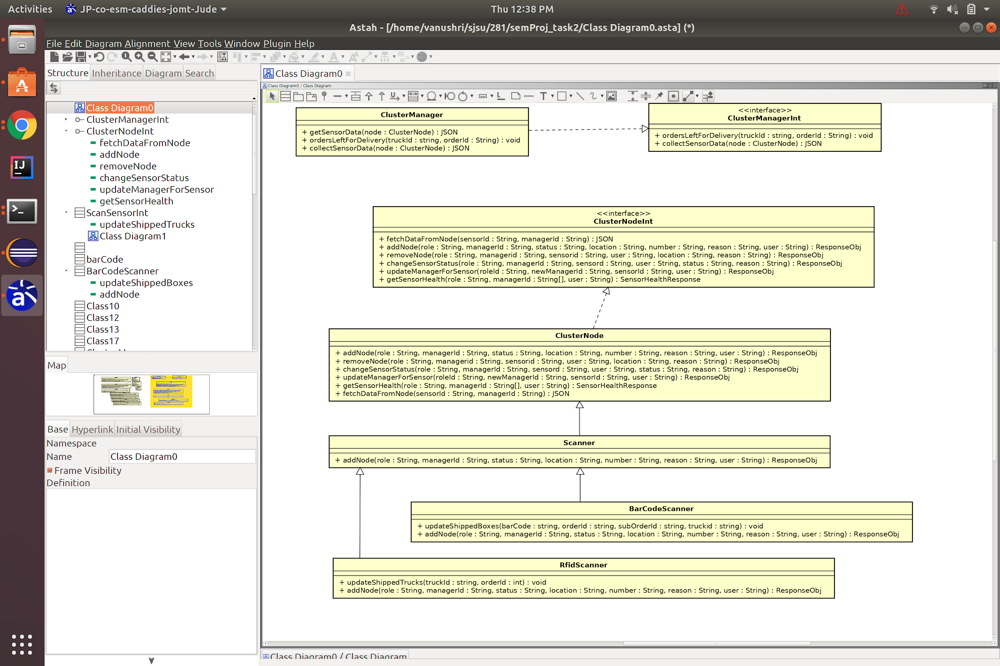 Activities
JP-co-esm-caddies-jomt-Jude
Thu 12:38 PM
Astah - [/home/vanushri/sjsu/281/semProj_task2/Class Diagram0.asta] (*)
File Edit Diagram Alignment View Tools Window Plugin Help
Structure Inheritance Diagram Search
Class Diagram0
ClusterManagerInt
ClusterNodeInt
fetchDataFromNode
addNode
removeNode
changeSensorStatus
updateManagerForSensor
getSensorHealth
ScanSensorInt
updateShippedTrucks
Class Diagram1
barCode
BarCodeScanner
updateShippedBoxes
addNode
Class10
Class12
Class13
Class17
Map
Base Hyperlink Initial Visibility
Namespace
Name Class Diagram0
Frame Visibility
Definition
Class Diagram0
Class Diagram0 / Class Diagram
ClusterManager
+ getSensorData(node : ClusterNode) : JSON
+ ordersLeftForDelivery(truckId : string, orderId : String) : void
+ collectSensorData(node : ClusterNode) : JSON
<<interface>>
ClusterManagerInt
+ ordersLeftForDelivery(truckId : string, orderId : String) : void
+ collectSensorData(node : ClusterNode) : JSON
<<interface>>
ClusterNodeInt
+ fetchDataFromNode(sensorId : String, managerId : String) : JSON
+ addNode(role : String, managerId : String, status : String, location : String, number : String, reason : String, user : String) : ResponseObj
+ removeNode(role : String, managerid : String, sensorid : String, user : String, location : String, reason : String) : ResponseObj
+ changeSensorStatus(role : String, managerId : String, sensord : String, user : String, status : String, reason : String) : ResponseObj
+ updateManagerForSensor(roleId : String, newManagerId : String, sensorId : String, user : String) : ResponseObj
+ getSensorHealth(role : String, managerId : String[], user : String) : SensorHealthResponse
ClusterNode
+ addNode(role : String, managerId : String, status : String, location : String, number : String, reason : String, user : String) : ResponseObj
+ removeNode(role : String, managerid : String, sensorid : String, user : String, location : String, reason : String) : ResponseObj
+ changeSensorStatus(role : String, managerId : String, sensord : String, user : String, status : String, reason : String) : ResponseObj
+ updateManagerForSensor(roleId : String, newManagerId : String, sensorId : String, user : String) : ResponseObj
+ getSensorHealth(role : String, managerId : String[], user : String) : SensorHealthResponse
+ fetchDataFromNode(sensorId : String, managerId : String) : JSON
Scanner
+ addNode(role : String, managerId : String, status : String, location : String, number : String, reason : String, user : String) : ResponseObj
BarCodeScanner
+ updateShippedBoxes(barCode : string, orderId : string, subOrderId : string, truckid : string) : void
+ addNode(role : String, managerId : String, status : String, location : String, number : String, reason : String, user : String) : ResponseObj
RfidScanner
+ updateShippedTrucks(truckId : string, orderId : int) : void
+ addNode(role : String, managerId : String, status : String, location : String, number : String, reason : String, user : String) : ResponseObj
Class Diagram0 / Class Diagram